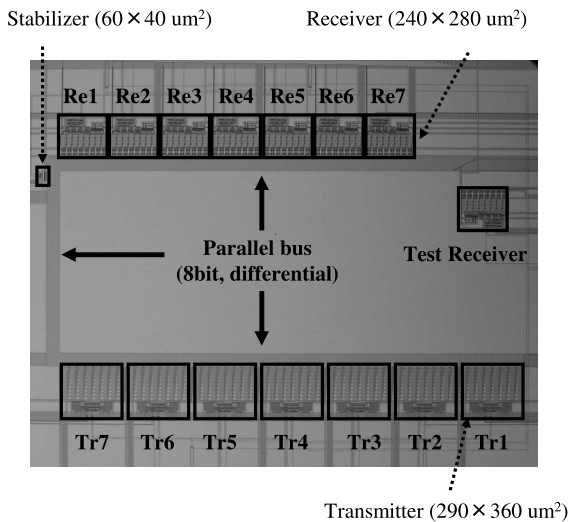 Stabilizer (60×40 um²)
Receiver (240×280 um²)
Re1 Re2 Re3 Re4 Re5 Re6 Re7
Parallel bus
(8bit, differential)
Test Receiver
Tr7 Tr6 Tr5 Tr4 Tr3 Tr2 Tr1
Transmitter (290×360 um²)